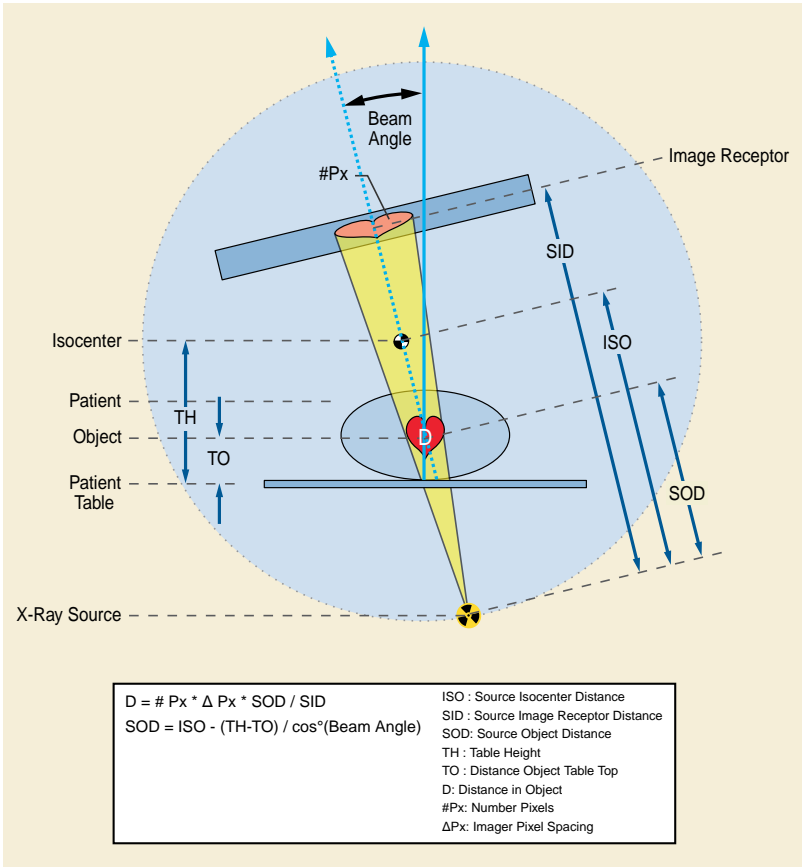 Beam
Angle
Image Receptor
#Px
SID
Isocenter
ISO
Patient
TH
Object
D
TO
Patient
Table
SOD
X-Ray Source
D = # Px * Δ Px * SOD / SID
SOD = ISO - (TH-TO) / cos°(Beam Angle)
ISO : Source Isocenter Distance
SID : Source Image Receptor Distance
SOD: Source Object Distance
TH : Table Height
TO : Distance Object Table Top
D: Distance in Object
#Px: Number Pixels
ΔPx: Imager Pixel Spacing